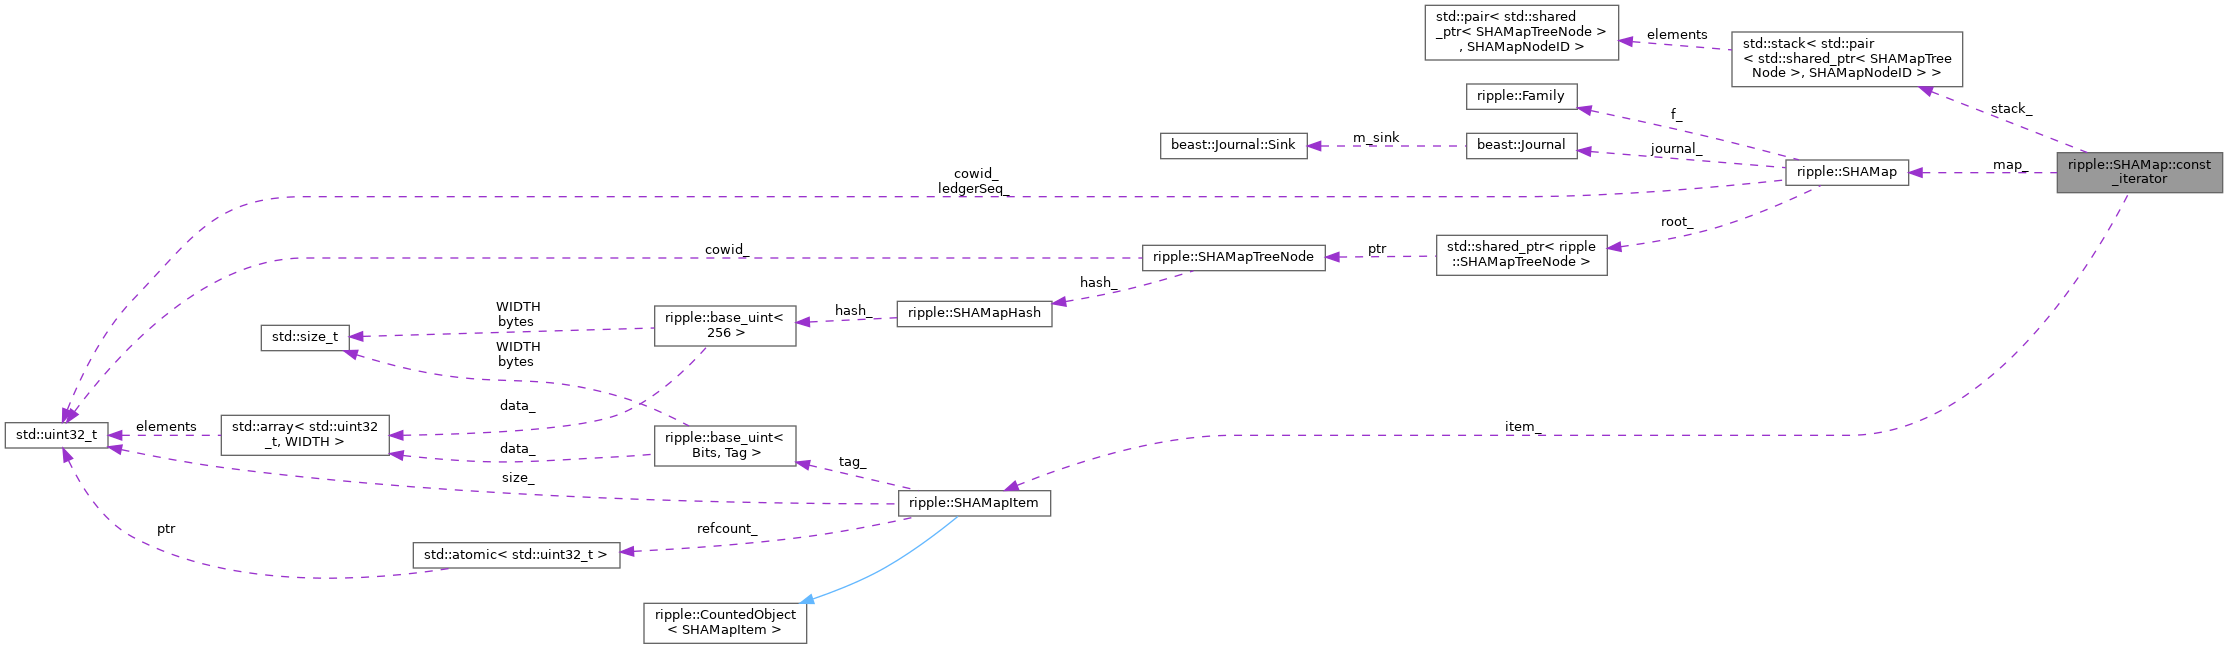 std::pair< std::shared
_ptr< SHAMapTreeNode >
, SHAMapNodeID >
elements
std::stack< std::pair
< std::shared_ptr< SHAMapTree
Node >, SHAMapNodeID > >
stack_
ripple::Family
f_
beast::Journal::Sink
m_sink
beast::Journal
journal_
ripple::SHAMap
map_
ripple::SHAMap::const
_iterator
cowid_
ledgerSeq_
root_
cowid_
ripple::SHAMapTreeNode
ptr
std::shared_ptr< ripple
::SHAMapTreeNode >
hash_
WIDTH
bytes
ripple::base_uint<
256 >
hash_
ripple::SHAMapHash
std::size_t
WIDTH
bytes
data_
std::uint32_t
elements
std::array< std::uint32
_t, WIDTH >
data_
ripple::base_uint<
Bits, Tag >
item_
tag_
size_
ripple::SHAMapItem
ptr
refcount_
std::atomic< std::uint32_t >
ripple::CountedObject
< SHAMapItem >